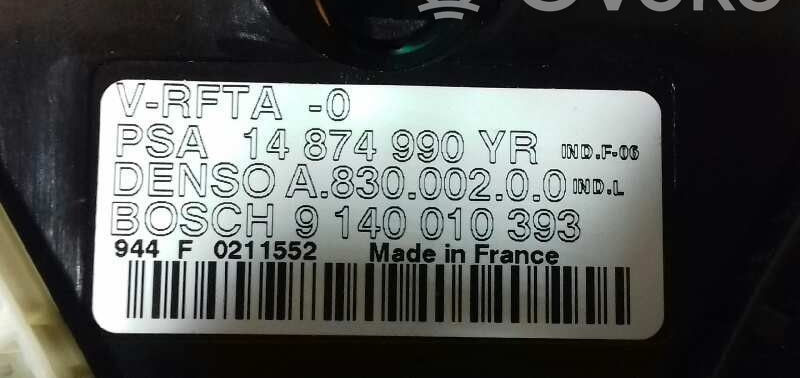 V-RFTA -0
PSA 14 874 990 YR IND.F-06
DENSO A.830.002.0.0 IND.L
BOSCH 9 140 010 393
944 F 0211552 Made in France